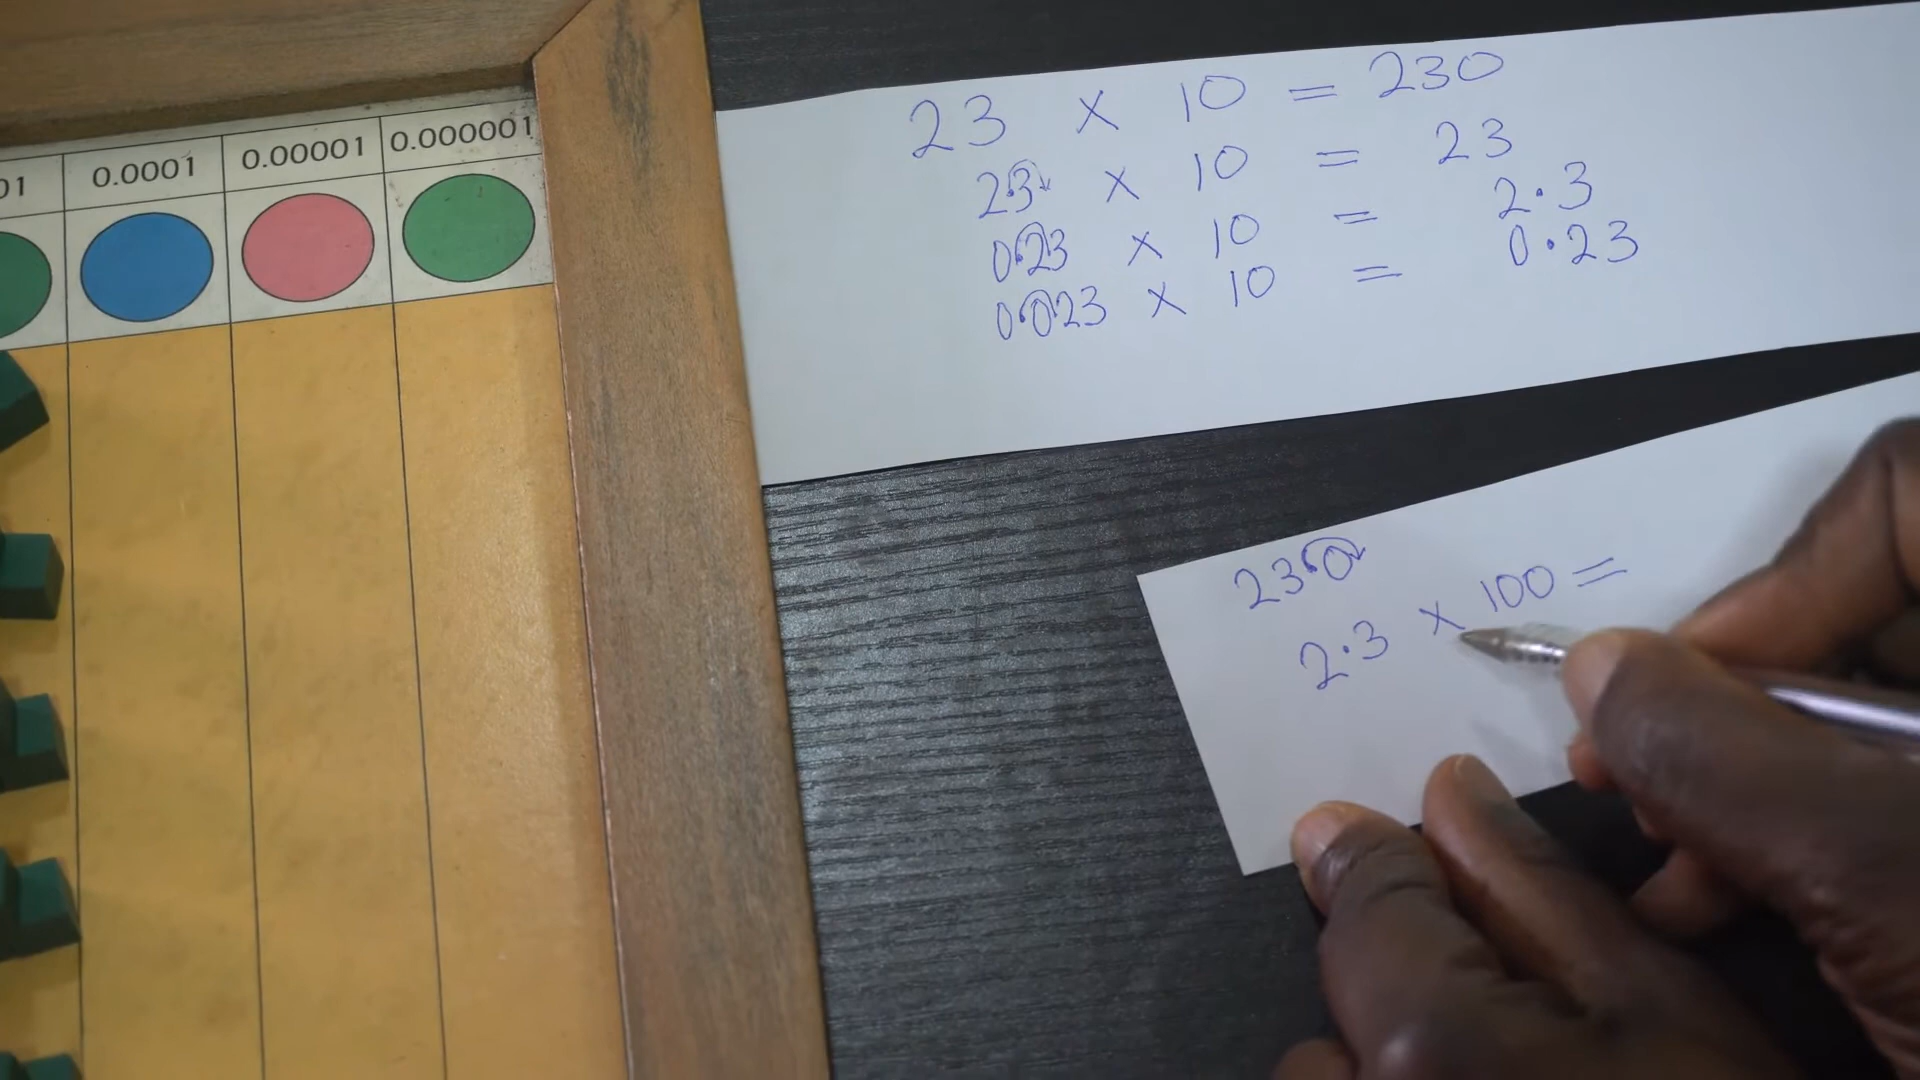 01 0.0001 0.00001 0.000001
23 x 10 = 230
2.3 x 10 = 23
0.23 x 10 = 2.3
0.023 x 10 = 0.23
23.0
2.3 x 100 =